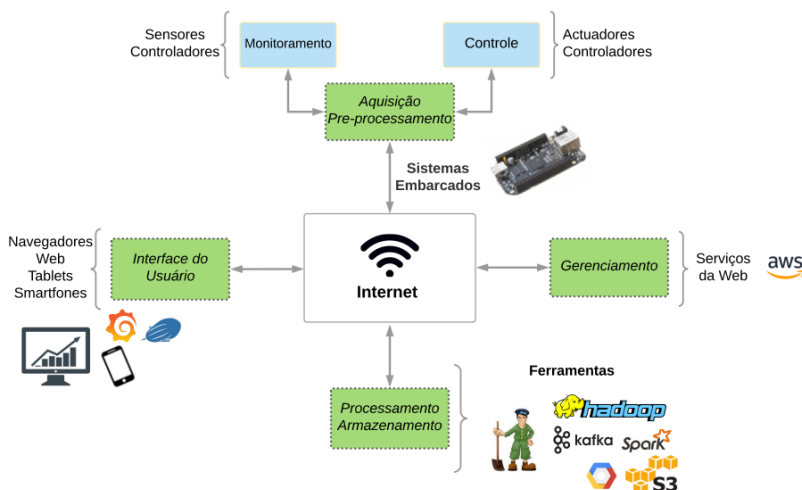 Sensores
Controladores
Monitoramento
Controle
Actuadores
Controladores
Aquisição
Pre-processamento
Sistemas
Embarcados
Navegadores
Web
Tablets
Smartfones
Interface do
Usuário
Internet
Gerenciamento
Serviços
da Web
aws
Processamento
Armazenamento
Ferramentas
hadoop
kafka
Spark
S3